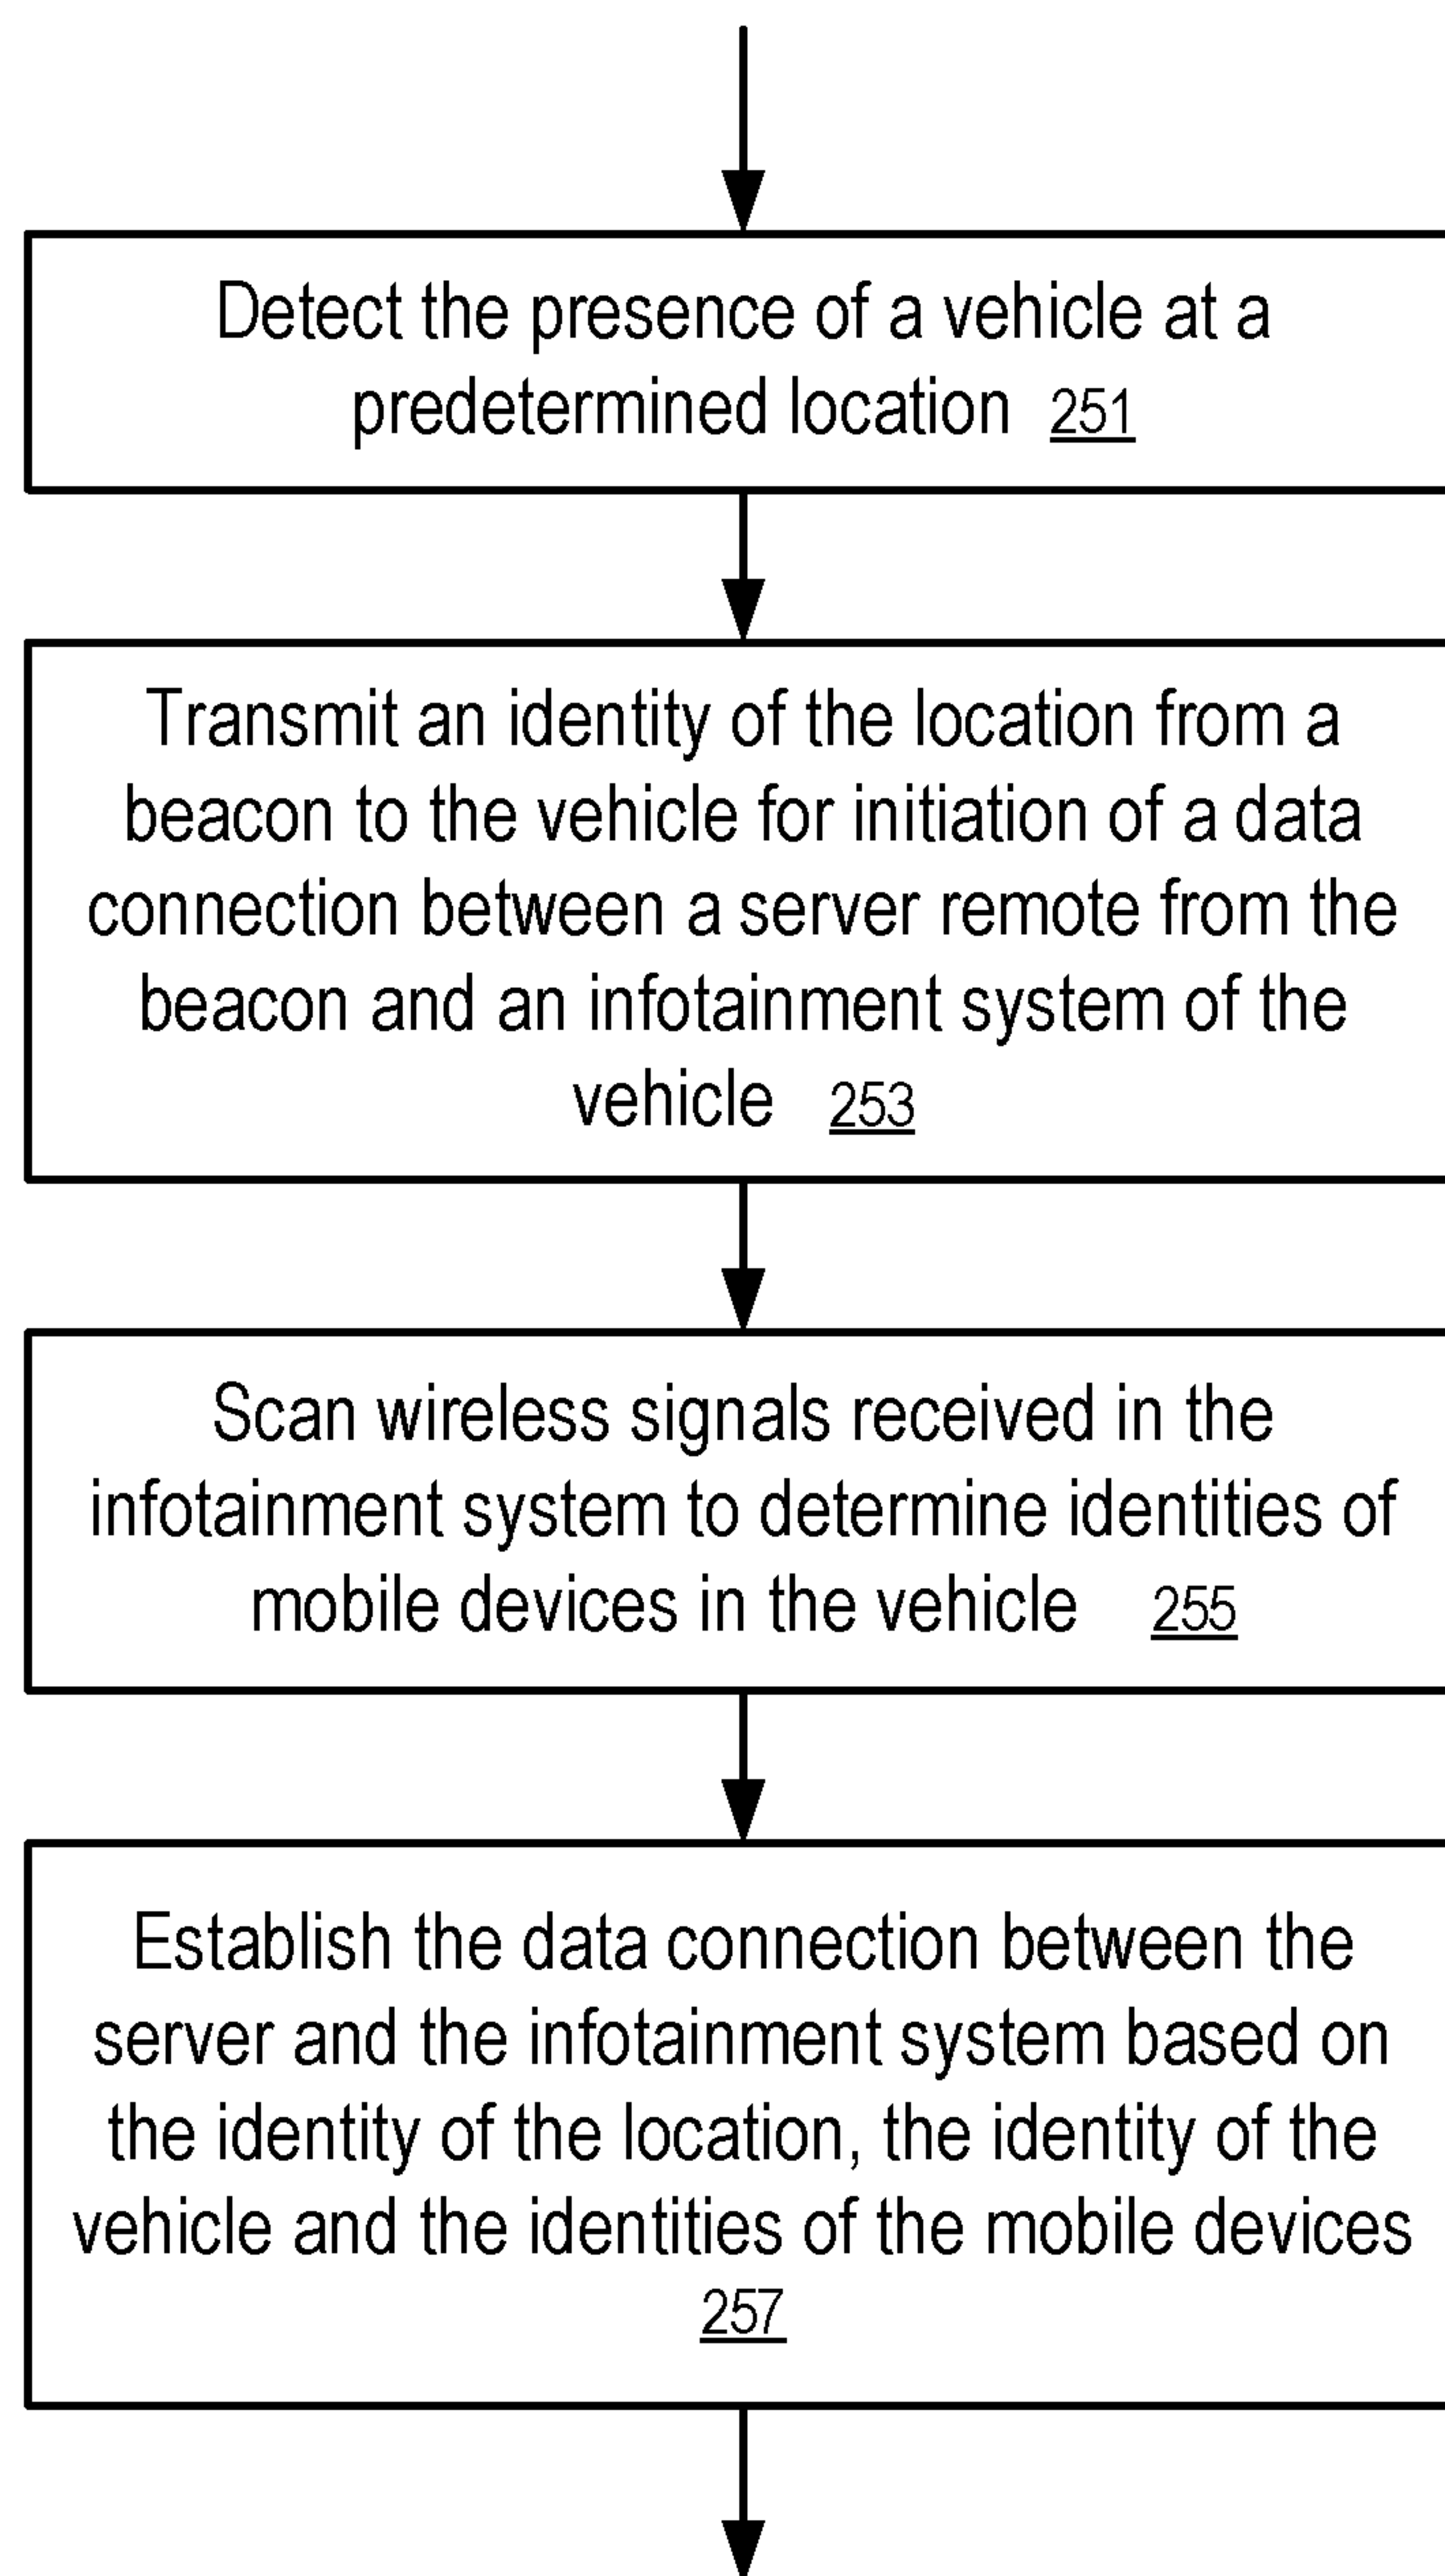 Detect the presence of a vehicle at a
predetermined location 251
Transmit an identity of the location from a
beacon to the vehicle for initiation of a data
connection between a server remote from the
beacon and an infotainment system of the
vehicle 253
Scan wireless signals received in the
infotainment system to determine identities of
mobile devices in the vehicle 255
Establish the data connection between the
server and the infotainment system based on
the identity of the location, the identity of the
vehicle and the identities of the mobile devices
257